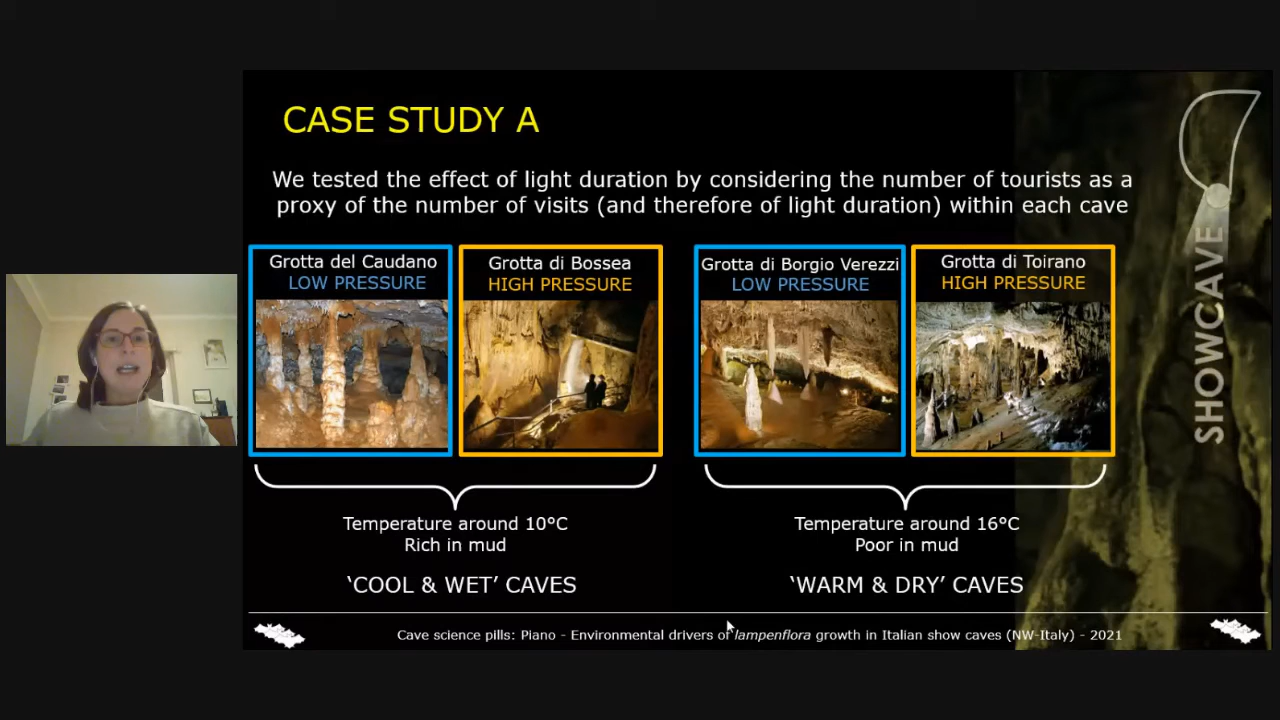 CASE STUDY A
We tested the effect of light duration by considering the number of tourists as a
proxy of the number of visits (and therefore of light duration) within each cave
Grotta del Caudano
LOW PRESSURE
Grotta di Bossea
HIGH PRESSURE
Grotta di Borgio Verezzi
LOW PRESSURE
Grotta di Toirano
HIGH PRESSURE
Temperature around 10°C
Rich in mud
'COOL & WET' CAVES
Temperature around 16°C
Poor in mud
'WARM & DRY' CAVES
SHOWCAVE
Cave science pills: Piano - Environmental drivers of lampenflora growth in Italian show caves (NW-Italy) - 2021